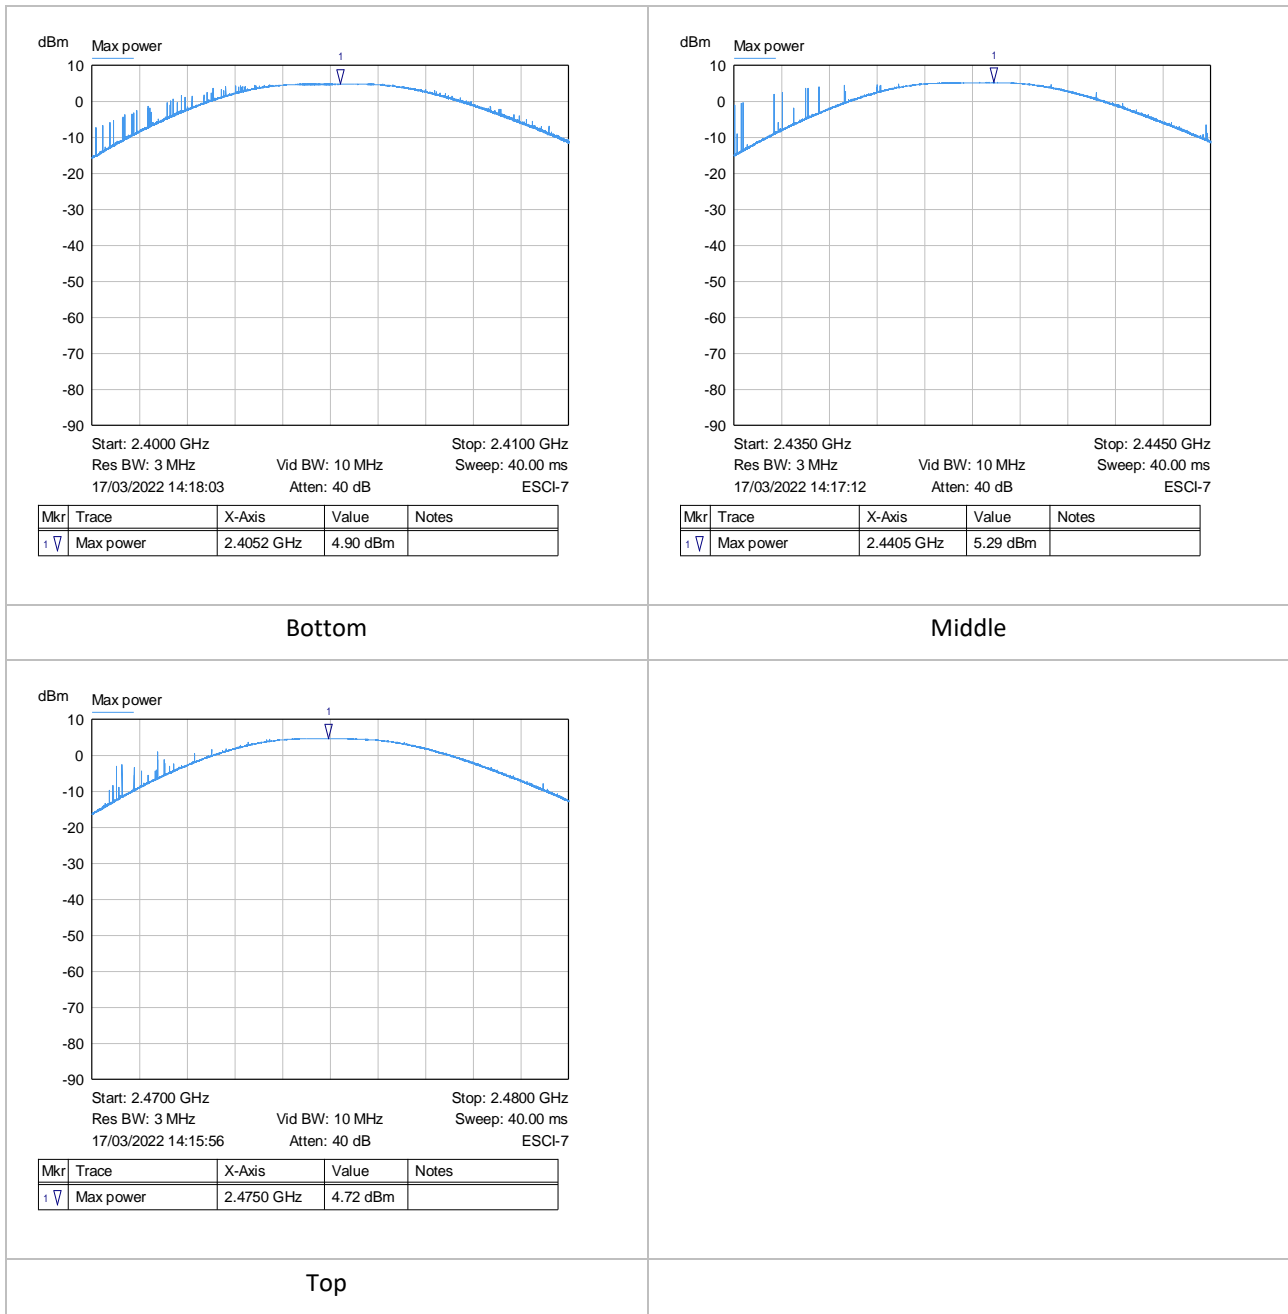 dBm Max power
1
10
0
-10
-20
-30
-40
-50
-60
-70
-80
-90
Start: 2.4000 GHz Stop: 2.4100 GHz
Res BW: 3 MHz Vid BW: 10 MHz Sweep: 40.00 ms
17/03/2022 14:18:03 Atten: 40 dB ESCI-7
Mkr Trace X-Axis Value Notes
1 Max power 2.4052 GHz 4.90 dBm
Bottom
dBm Max power
1
10
0
-10
-20
-30
-40
-50
-60
-70
-80
-90
Start: 2.4350 GHz Stop: 2.4450 GHz
Res BW: 3 MHz Vid BW: 10 MHz Sweep: 40.00 ms
17/03/2022 14:17:12 Atten: 40 dB ESCI-7
Mkr Trace X-Axis Value Notes
1 Max power 2.4405 GHz 5.29 dBm
Middle
dBm Max power
1
10
0
-10
-20
-30
-40
-50
-60
-70
-80
-90
Start: 2.4700 GHz Stop: 2.4800 GHz
Res BW: 3 MHz Vid BW: 10 MHz Sweep: 40.00 ms
17/03/2022 14:15:56 Atten: 40 dB ESCI-7
Mkr Trace X-Axis Value Notes
1 Max power 2.4750 GHz 4.72 dBm
Top